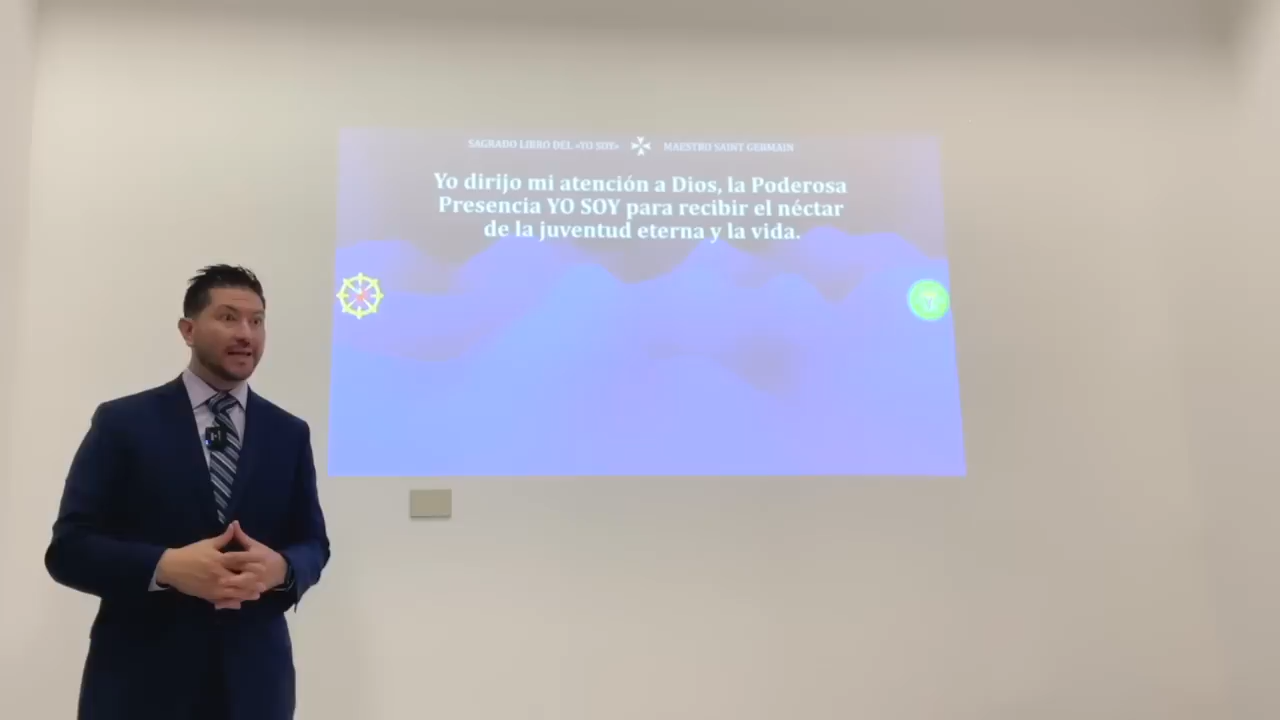 SAGRADO LIBRO DEL «YO SOY» MAESTRO SAINT GERMAIN
Yo dirijo mi atención a Dios, la Poderosa
Presencia YO SOY para recibir el néctar
de la juventud eterna y la vida.